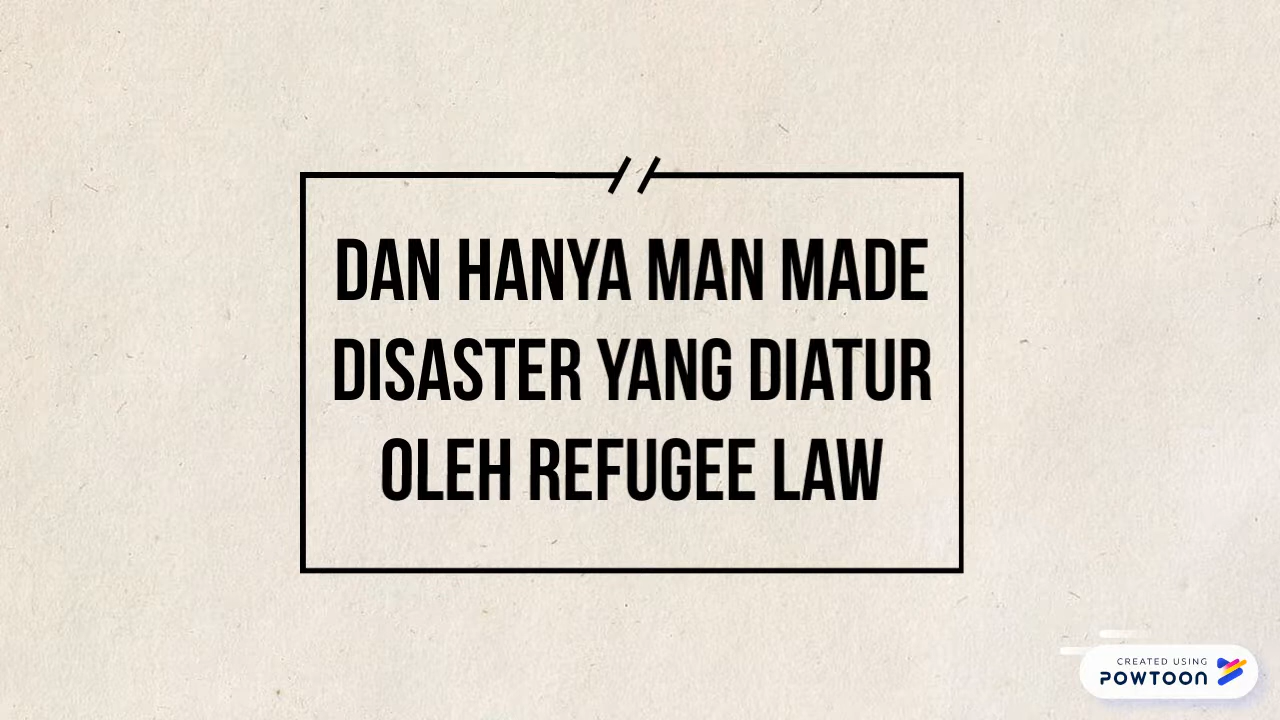 DAN HANYA MAN MADE
DISASTER YANG DIATUR
OLEH REFUGEE LAW
CREATED USING
POWTOON